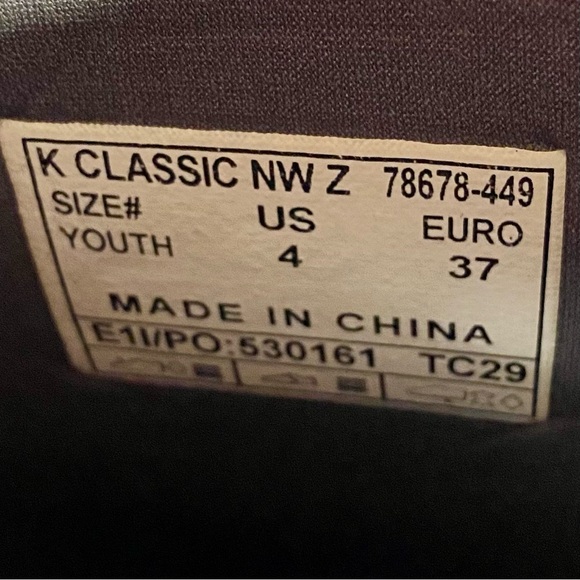 K CLASSIC NW Z 78678-449
SIZE# US EURO
YOUTH 4 37
MADE IN CHINA
E1I/PO:530161 TC29